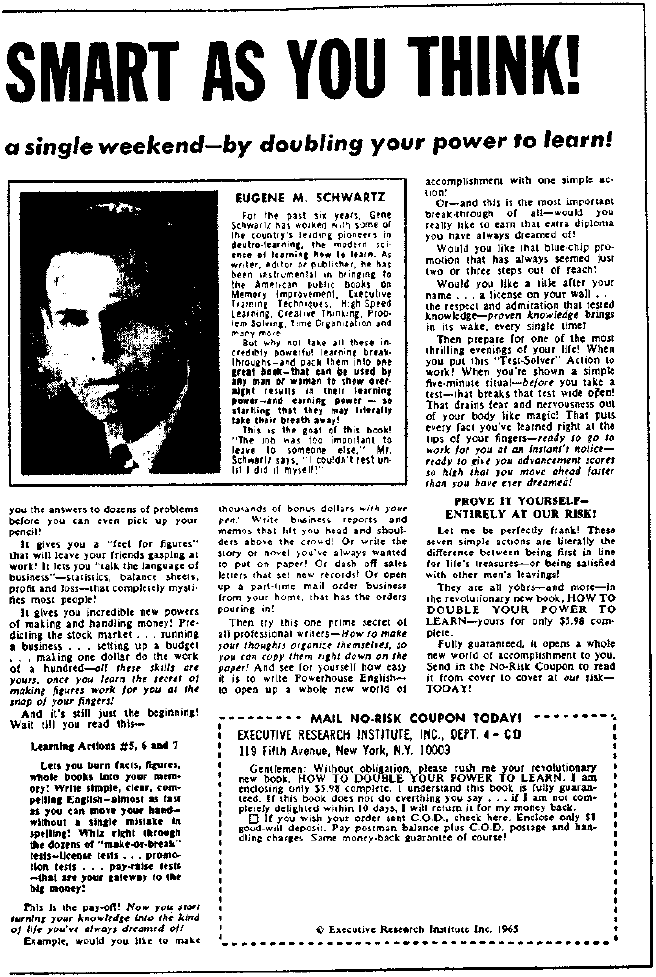 SMART AS YOU THINK!
a single weekend—by doubling your power to learn!
EUGENE M. SCHWARTZ
For the past six years, Gene
Schwartz has worked with some of
the country's leading pioneers in
deutro-learning, the modern sci-
ence of learning how to learn. As
writer, editor or publisher, he has
been instrumental in bringing to
the American public books on
Memory Improvement, Executive
Training Techniques, High Speed
Learning, Creative Thinking, Prob-
lem Solving, Time Organization and
many more.
But why not take all these in-
credibly powerful learning break-
throughs—and pack them into one
great book—that can be used by
any man or woman to show over-
night results in their learning
power—and earning power — so
startling that they may literally
take their breath away!
This is the goal of this book!
"The job was too important to
leave to someone else," Mr.
Schwartz says, "I couldn't rest un-
til I did it myself!"
you the answers to dozens of problems
before you can even pick up your
pencil!
It gives you a "feel for figures"
that will leave your friends gasping at
work! It lets you "talk the language of
business"—statistics, balance sheets,
profit and loss—that completely mysti-
fies most people!
It gives you incredible new powers
of making and handling money! Pre-
dicting the stock market . . . running
a business . . . setting up a budget
. . . making one dollar do the work
of a hundred—all these skills are
yours, once you learn the secret of
making figures work for you at the
snap of your fingers!
And it's still just the beginning!
Wait till you read this—
Learning Actions #5, 6 and 7
Lets you burn facts, figures,
whole books into your mem-
ory! Write simple, clear, com-
pelling English—almost as fast
as you can move your hand—
without a single mistake in
spelling! Whiz right through
the dozens of "make-or-break"
tests—license tests . . . promo-
tion tests . . . pay-raise tests
—that are your gateway to the
big money!
This is the pay-off! Now you start
turning your knowledge into the kind
of life you've always dreamed of!
Example, would you like to make
thousands of bonus dollars with your
pen! Write business reports and
memos that lift you head and shoul-
ders above the crowd! Or write the
story or novel you've always wanted
to put on paper! Or dash off sales
letters that set new records! Or open
up a part-time mail order business
from your home, that has the orders
pouring in!
Then try this one prime secret of
all professional writers—How to make
your thoughts organize themselves, so
you can copy them right down on the
paper! And see for yourself how easy
it is to write Powerhouse English—
to open up a whole new world of
accomplishment with one simple ac-
tion!
Or—and this is the most important
break-through of all—would you
really like to earn that extra diploma
you have always dreamed of!
Would you like that blue-chip pro-
motion that has always seemed just
two or three steps out of reach!
Would you like a title after your
name . . . a license on your wall . .
the respect and admiration that tested
knowledge—proven knowledge brings
in its wake, every single time!
Then prepare for one of the most
thrilling evenings of your life! When
you put this "Test-Solver" Action to
work! When you're shown a simple
five-minute ritual—before you take a
test—that breaks that test wide open!
That drains fear and nervousness out
of your body like magic! That puts
every fact you've learned right at the
tips of your fingers—ready to go to
work for you at an instant's notice—
ready to give you advancement scores
so high that you move ahead faster
than you have ever dreamed!
PROVE IT YOURSELF—
ENTIRELY AT OUR RISK!
Let me be perfectly frank! These
seven simple actions are literally the
difference between being first in line
for life's treasures—or being satisfied
with other men's leavings!
They are all yours—and more—in
the revolutionary new book, HOW TO
DOUBLE YOUR POWER TO
LEARN—yours for only $5.98 com-
plete.
Fully guaranteed, it opens a whole
new world of accomplishment to you.
Send in the No-Risk Coupon to read
it from cover to cover at our risk—
TODAY!
MAIL NO-RISK COUPON TODAY!
EXECUTIVE RESEARCH INSTITUTE, INC., DEPT. 4 - CD
119 Fifth Avenue, New York, N.Y. 10003
Gentlemen: Without obligation, please rush me your revolutionary
new book, HOW TO DOUBLE YOUR POWER TO LEARN. I am
enclosing only $5.98 complete. I understand this book is fully guaran-
teed. If this book does not do everthing you say . . . if I am not com-
pletely delighted within 10 days, I will return it for my money back.
□ If you wish your order sent C.O.D., check here. Enclose only $1
good-will deposit. Pay postman balance plus C.O.D. postage and han-
dling charges. Same money-back guarantee of course!
© Executive Research Institute Inc. 1965